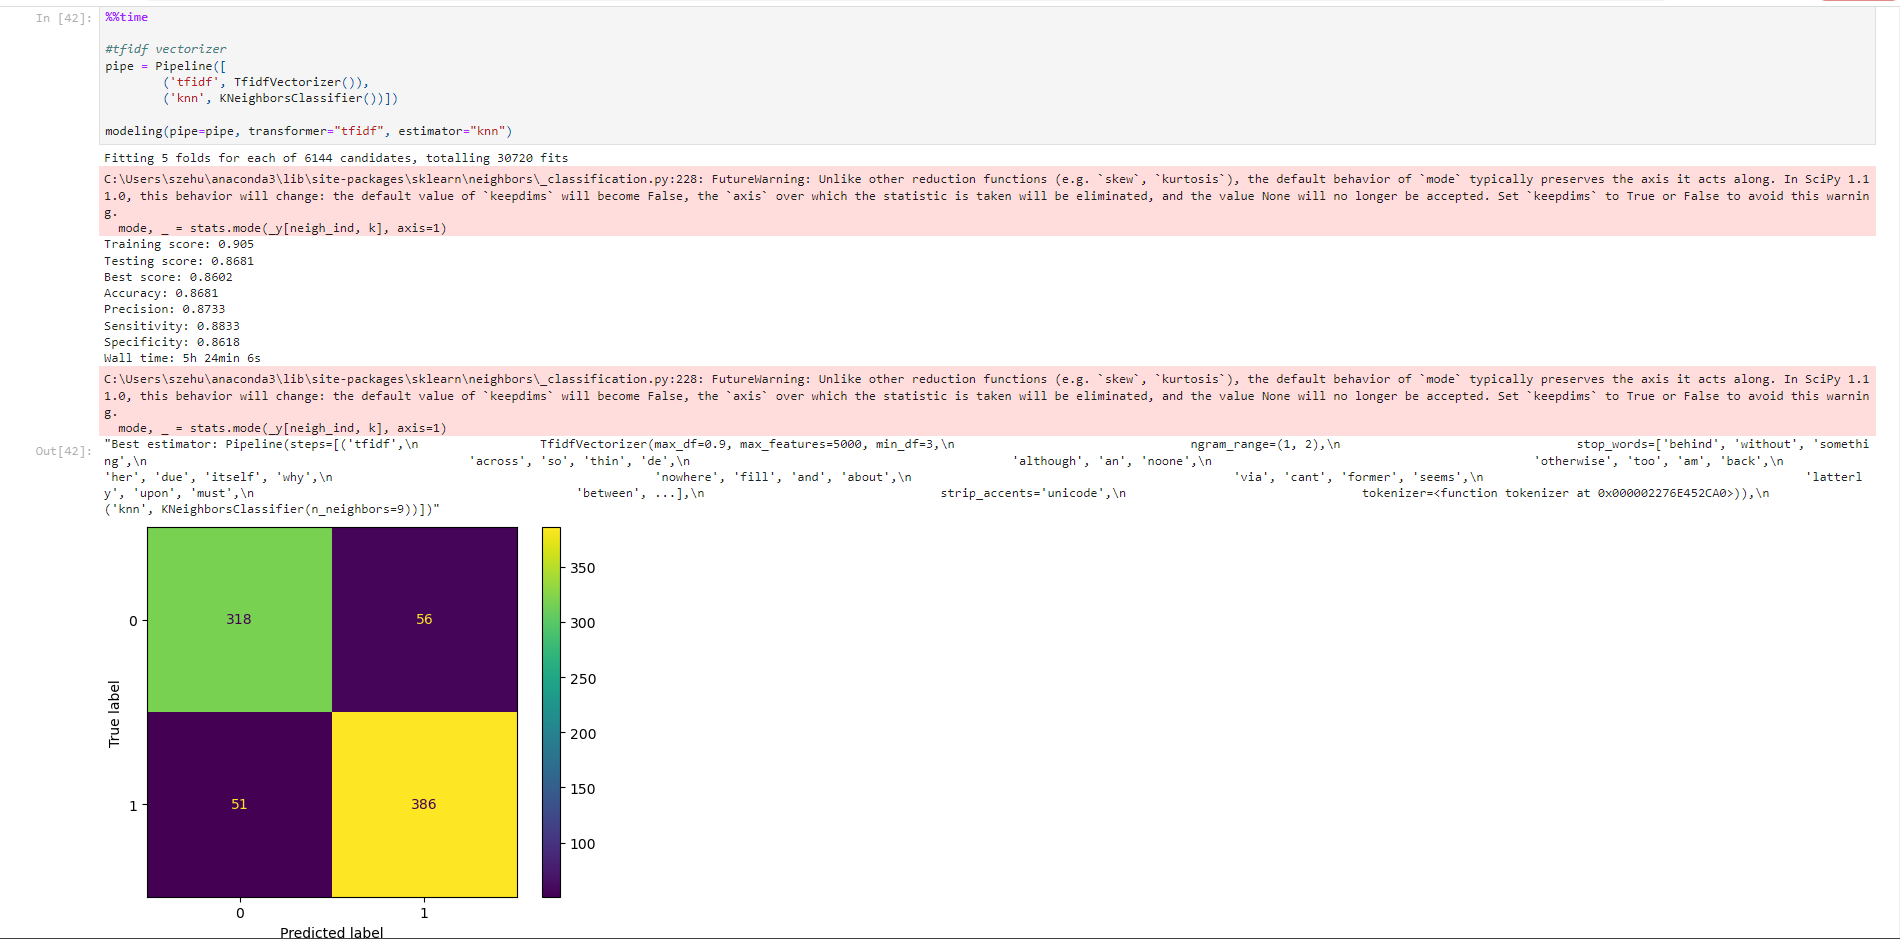 In [42]:
%%time
#tfidf vectorizer
pipe = Pipeline([
('tfidf', TfidfVectorizer()),
('knn', KNeighborsClassifier())])
modeling(pipe=pipe, transformer="tfidf", estimator="knn")
Fitting 5 folds for each of 6144 candidates, totalling 30720 fits
C:\Users\szehu\anaconda3\lib\site-packages\sklearn\neighbors\_classification.py:228: FutureWarning: Unlike other reduction functions (e.g. `skew`, `kurtosis`), the default behavior of `mode` typically preserves the axis it acts along. In SciPy 1.1
1.0, this behavior will change: the default value of `keepdims` will become False, the `axis` over which the statistic is taken will be eliminated, and the value None will no longer be accepted. Set `keepdims` to True or False to avoid this warnin
g.
mode, _ = stats.mode(_y[neigh_ind, k], axis=1)
Training score: 0.905
Testing score: 0.8681
Best score: 0.8602
Accuracy: 0.8681
Precision: 0.8733
Sensitivity: 0.8833
Specificity: 0.8618
Wall time: 5h 24min 6s
C:\Users\szehu\anaconda3\lib\site-packages\sklearn\neighbors\_classification.py:228: FutureWarning: Unlike other reduction functions (e.g. `skew`, `kurtosis`), the default behavior of `mode` typically preserves the axis it acts along. In SciPy 1.1
1.0, this behavior will change: the default value of `keepdims` will become False, the `axis` over which the statistic is taken will be eliminated, and the value None will no longer be accepted. Set `keepdims` to True or False to avoid this warnin
g.
mode, _ = stats.mode(_y[neigh_ind, k], axis=1)
Out[42]:
"Best estimator: Pipeline(steps=[('tfidf',\n TfidfVectorizer(max_df=0.9, max_features=5000, min_df=3,\n ngram_range=(1, 2),\n stop_words=['behind', 'without', 'somethi
ng',\n 'across', 'so', 'thin', 'de',\n 'although', 'an', 'noone',\n 'otherwise', 'too', 'am', 'back',\n
'her', 'due', 'itself', 'why',\n 'nowhere', 'fill', 'and', 'about',\n 'via', 'cant', 'former', 'seems',\n 'latterl
y', 'upon', 'must',\n 'between', ...],\n strip_accents='unicode',\n tokenizer=<function tokenizer at 0x000002276E452CA0>)),\n
('knn', KNeighborsClassifier(n_neighbors=9))])"
350
318
56
0
300
250
True label
200
150
51
386
1
100
0
1
Predicted label